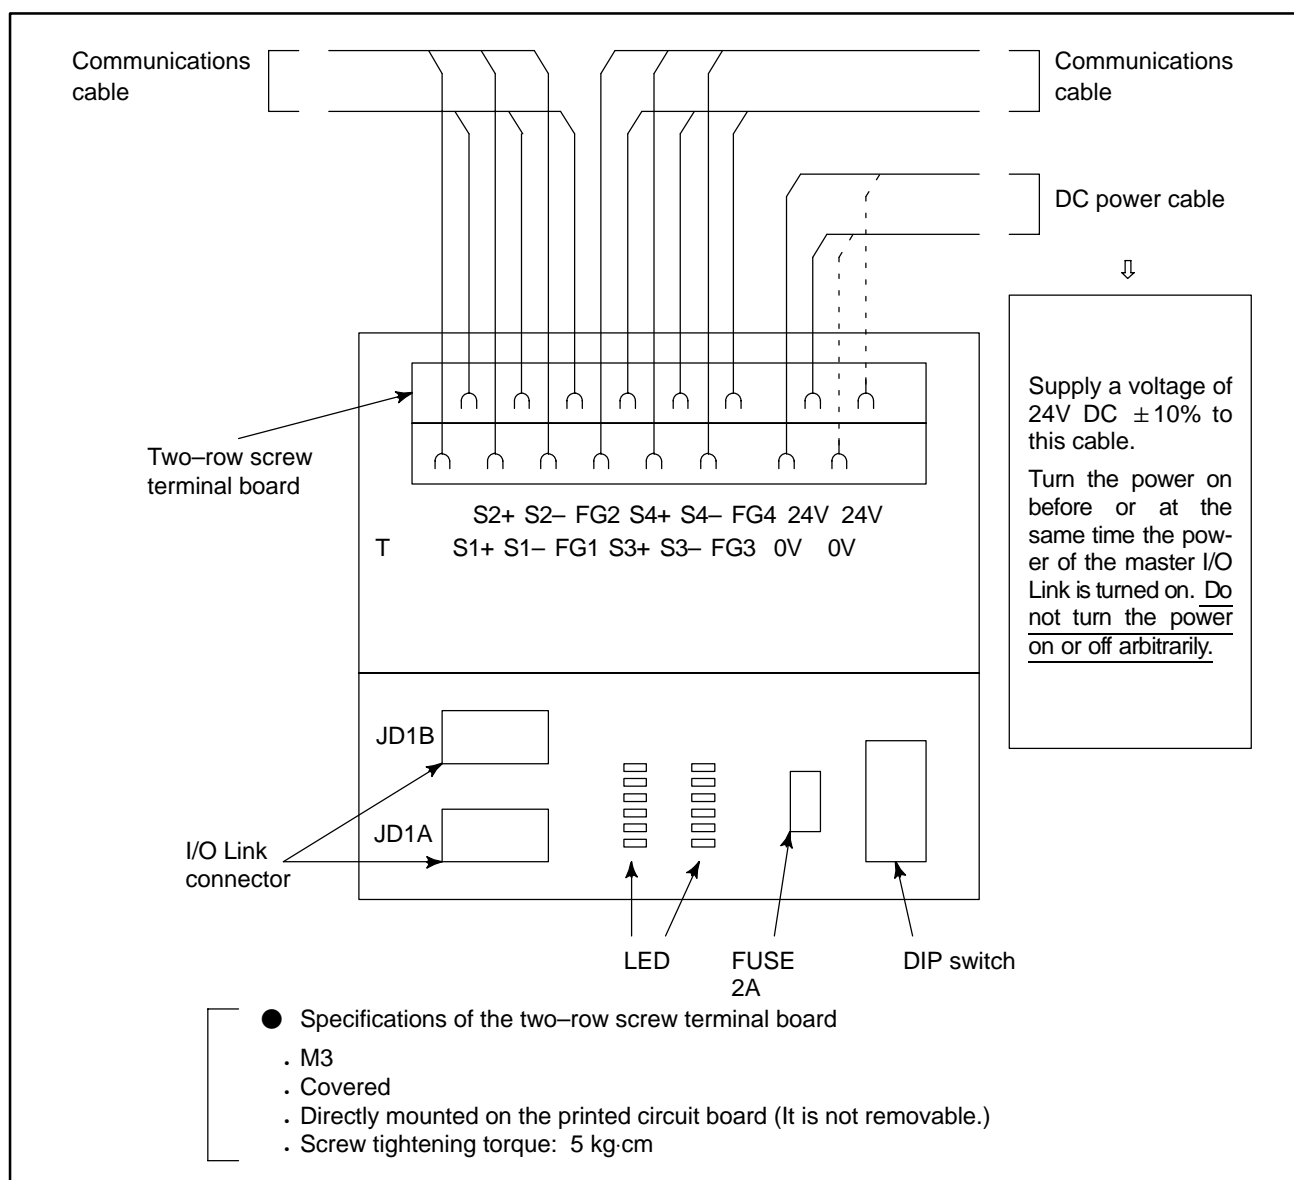 Communications
cable
Communications
cable
DC power cable
⇩
Supply a voltage of
24V DC ±10% to
this cable.
Turn the power on
before or at the
same time the pow-
er of the master I/O
Link is turned on. Do
not turn the power
on or off arbitrarily.
Two–row screw
terminal board
S2+ S2– FG2 S4+ S4– FG4 24V 24V
T S1+ S1– FG1 S3+ S3– FG3 0V 0V
JD1B
JD1A
I/O Link
connector
LED
FUSE
2A
DIP switch
● Specifications of the two–row screw terminal board
. M3
. Covered
. Directly mounted on the printed circuit board (It is not removable.)
. Screw tightening torque: 5 kg·cm